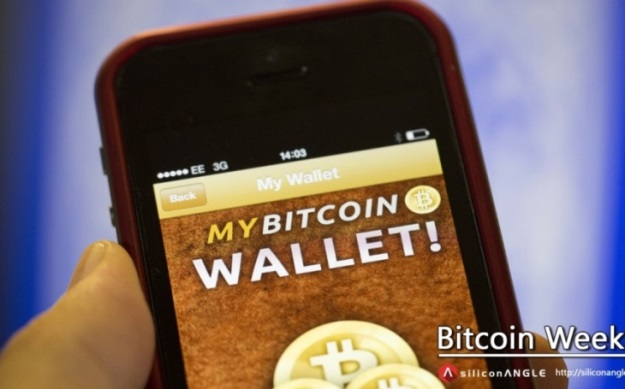 EE 3G 14:03
Back My Wallet
MYBITCOIN
WALLET!
Bitcoin Week
siliconANGLE http://siliconangle